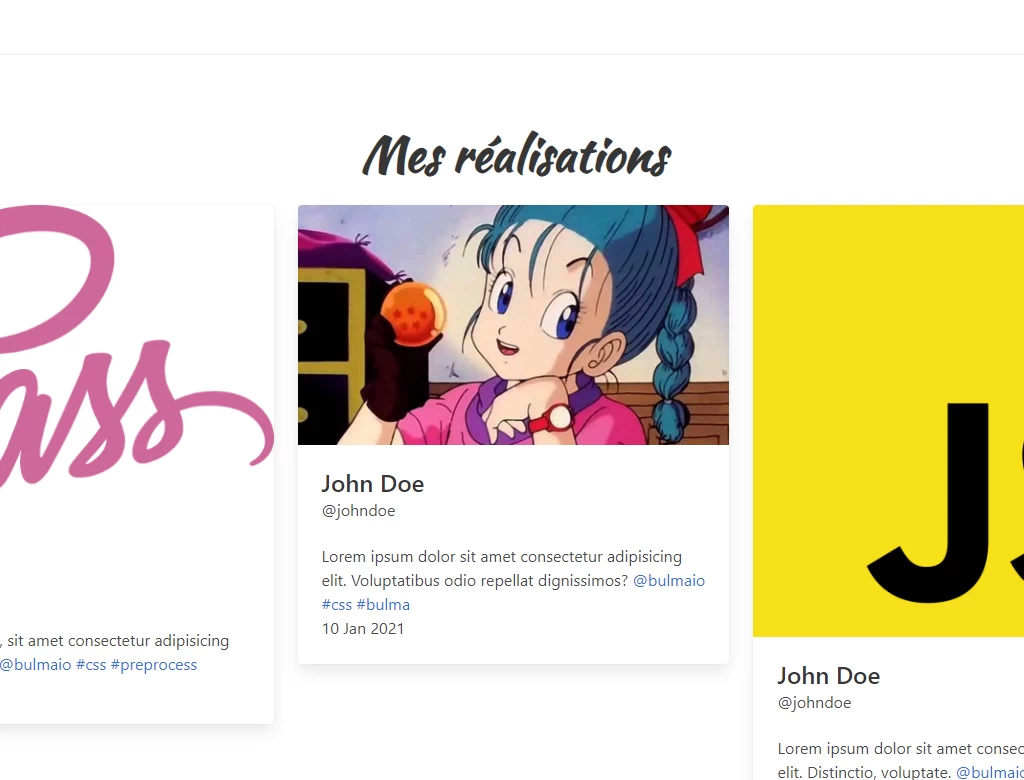 Mes réalisations
ass
, sit amet consectetur adipisicing
@bulmaio #css #preprocess
John Doe
@johndoe
Lorem ipsum dolor sit amet consectetur adipisicing
elit. Voluptatibus odio repellat dignissimos? @bulmaio
#css #bulma
10 Jan 2021
JS
John Doe
@johndoe
Lorem ipsum dolor sit amet consec
elit. Distinctio, voluptate. @bulmaio